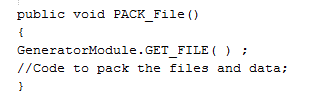 public void PACK_File()
{
GeneratorModule.GET_FILE( ) ;
//Code to pack the files and data;
}